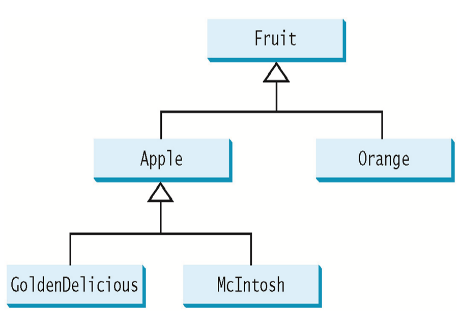 Fruit
Apple
Orange
GoldenDelicious
McIntosh